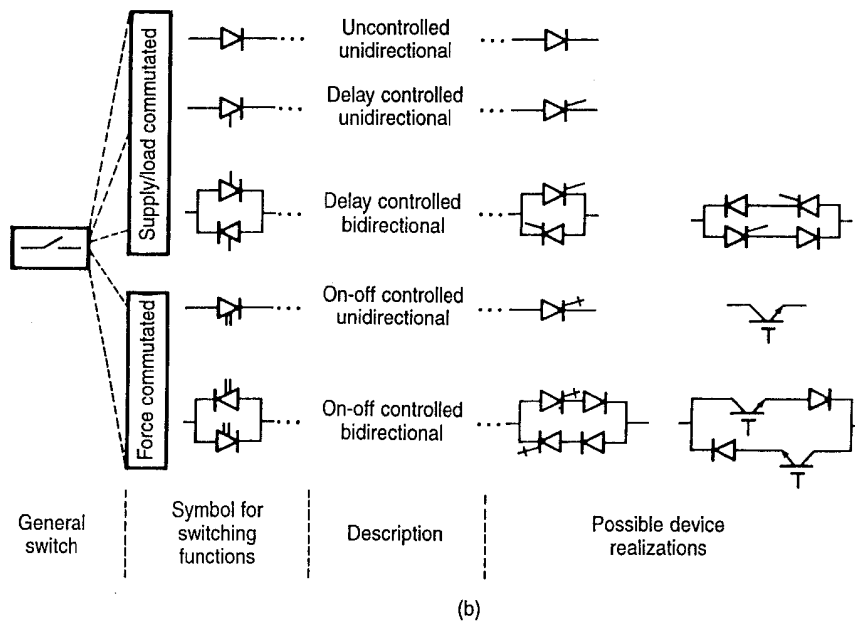 Supply/load commutated
Force commutated
Uncontrolled
unidirectional
Delay controlled
unidirectional
Delay controlled
bidirectional
On-off controlled
unidirectional
On-off controlled
bidirectional
General
switch
Symbol for
switching
functions
Description
Possible device
realizations
(b)